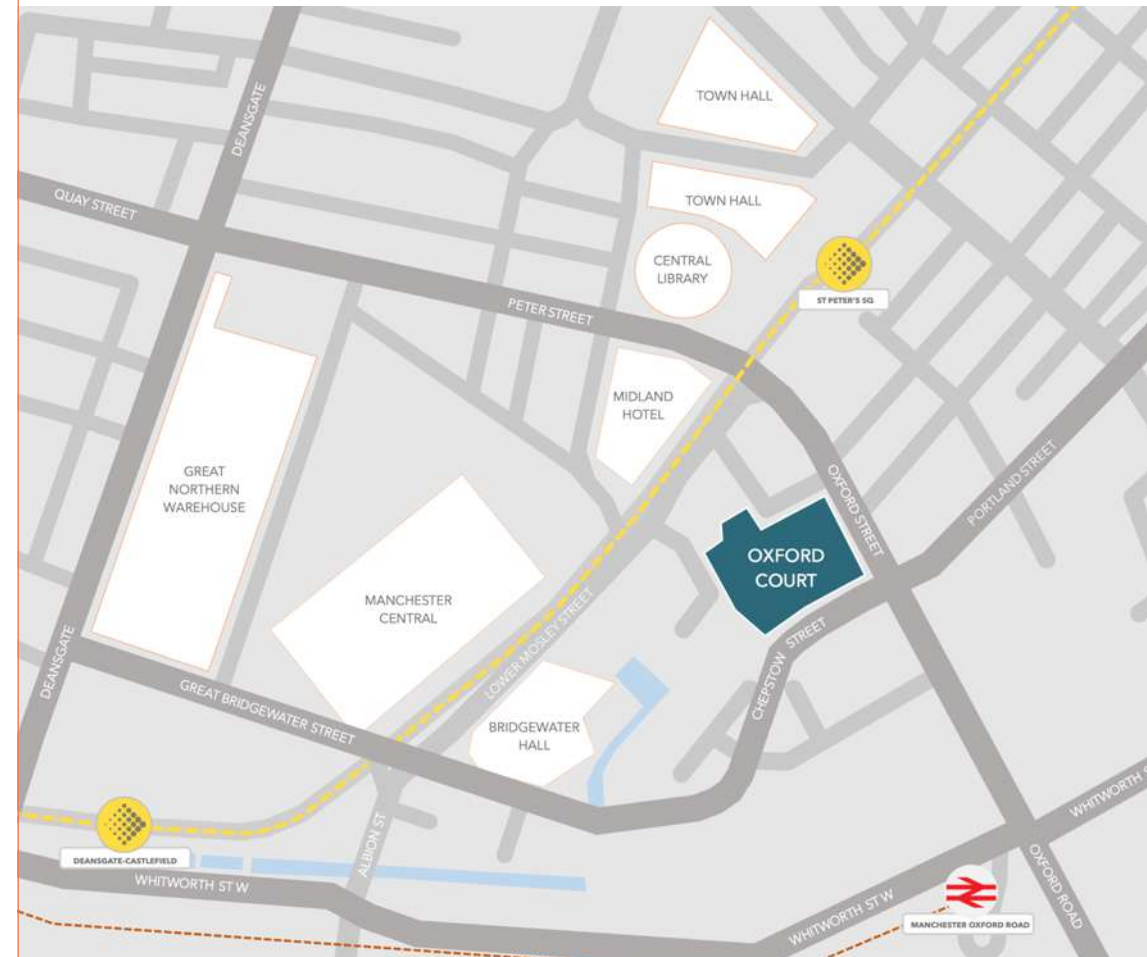 TOWN HALL
DEANSGATE
QUAY STREET
TOWN HALL
CENTRAL
LIBRARY
ST PETER'S SQ
PETER STREET
MIDLAND
HOTEL
GREAT
NORTHERN
WAREHOUSE
OXFORD STREET
PORTLAND STREET
OXFORD
COURT
MANCHESTER
CENTRAL
LOWER MOSLEY STREET
CHEPSTOW STREET
DEANSGATE
GREAT BRIDGEWATER STREET
BRIDGEWATER
HALL
WHITWORTH S
ALBION ST
DEANSGATE-CASTLEFIELD
WHITWORTH ST W
OXFORD ROAD
WHITWORTH ST W
MANCHESTER OXFORD ROAD